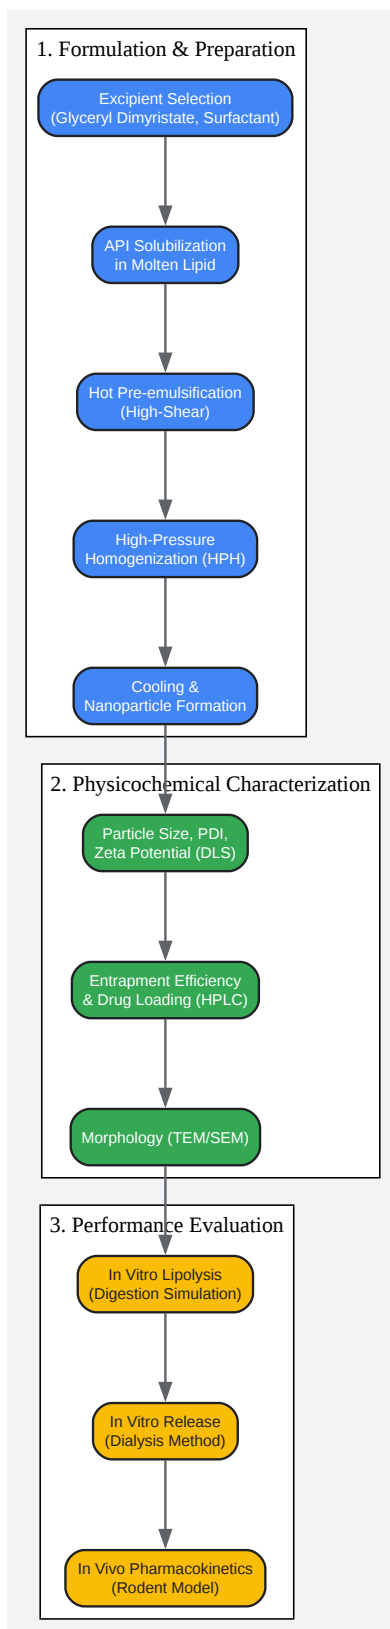 1. Formulation & Preparation
Excipient Selection
(Glyceryl Dimyristate, Surfactant)
API Solubilization
in Molten Lipid
Hot Pre-emulsification
(High-Shear)
High-Pressure
Homogenization (HPH)
Cooling &
Nanoparticle Formation
2. Physicochemical Characterization
Particle Size, PDI,
Zeta Potential (DLS)
Entrapment Efficiency
& Drug Loading (HPLC)
Morphology (TEM/SEM)
3. Performance Evaluation
In Vitro Lipolysis
(Digestion Simulation)
In Vitro Release
(Dialysis Method)
In Vivo Pharmacokinetics
(Rodent Model)